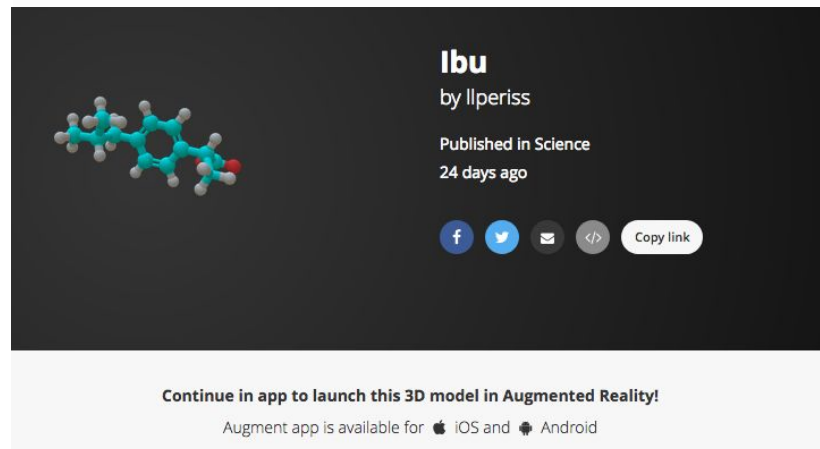 Ibu
by llperiss
Published in Science
24 days ago
f </> Copy link
Continue in app to launch this 3D model in Augmented Reality!
Augment app is available for iOS and Android